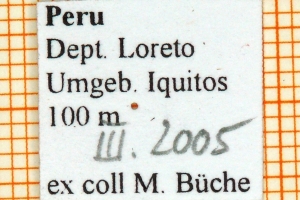 Peru
Dept. Loreto
Umgeb. Iquitos
100 m
III. 2005
ex coll M. Büche